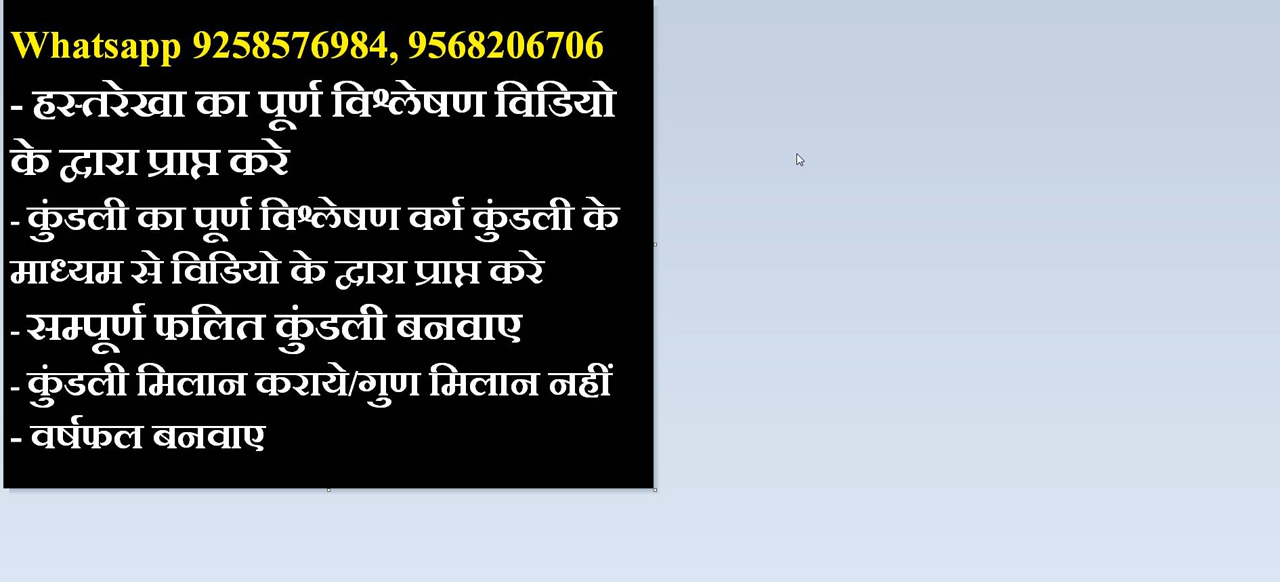 Whatsapp 9258576984, 9568206706
- हस्तरेखा का पूर्ण विश्लेषण विडियो
के द्वारा प्राप्त करे
- कुंडली का पूर्ण विश्लेषण वर्ग कुंडली के
माध्यम से विडियो के द्वारा प्राप्त करे
- सम्पूर्ण फलित कुंडली बनवाए
- कुंडली मिलान कराये/गुण मिलान नहीं
- वर्षफल बनवाए